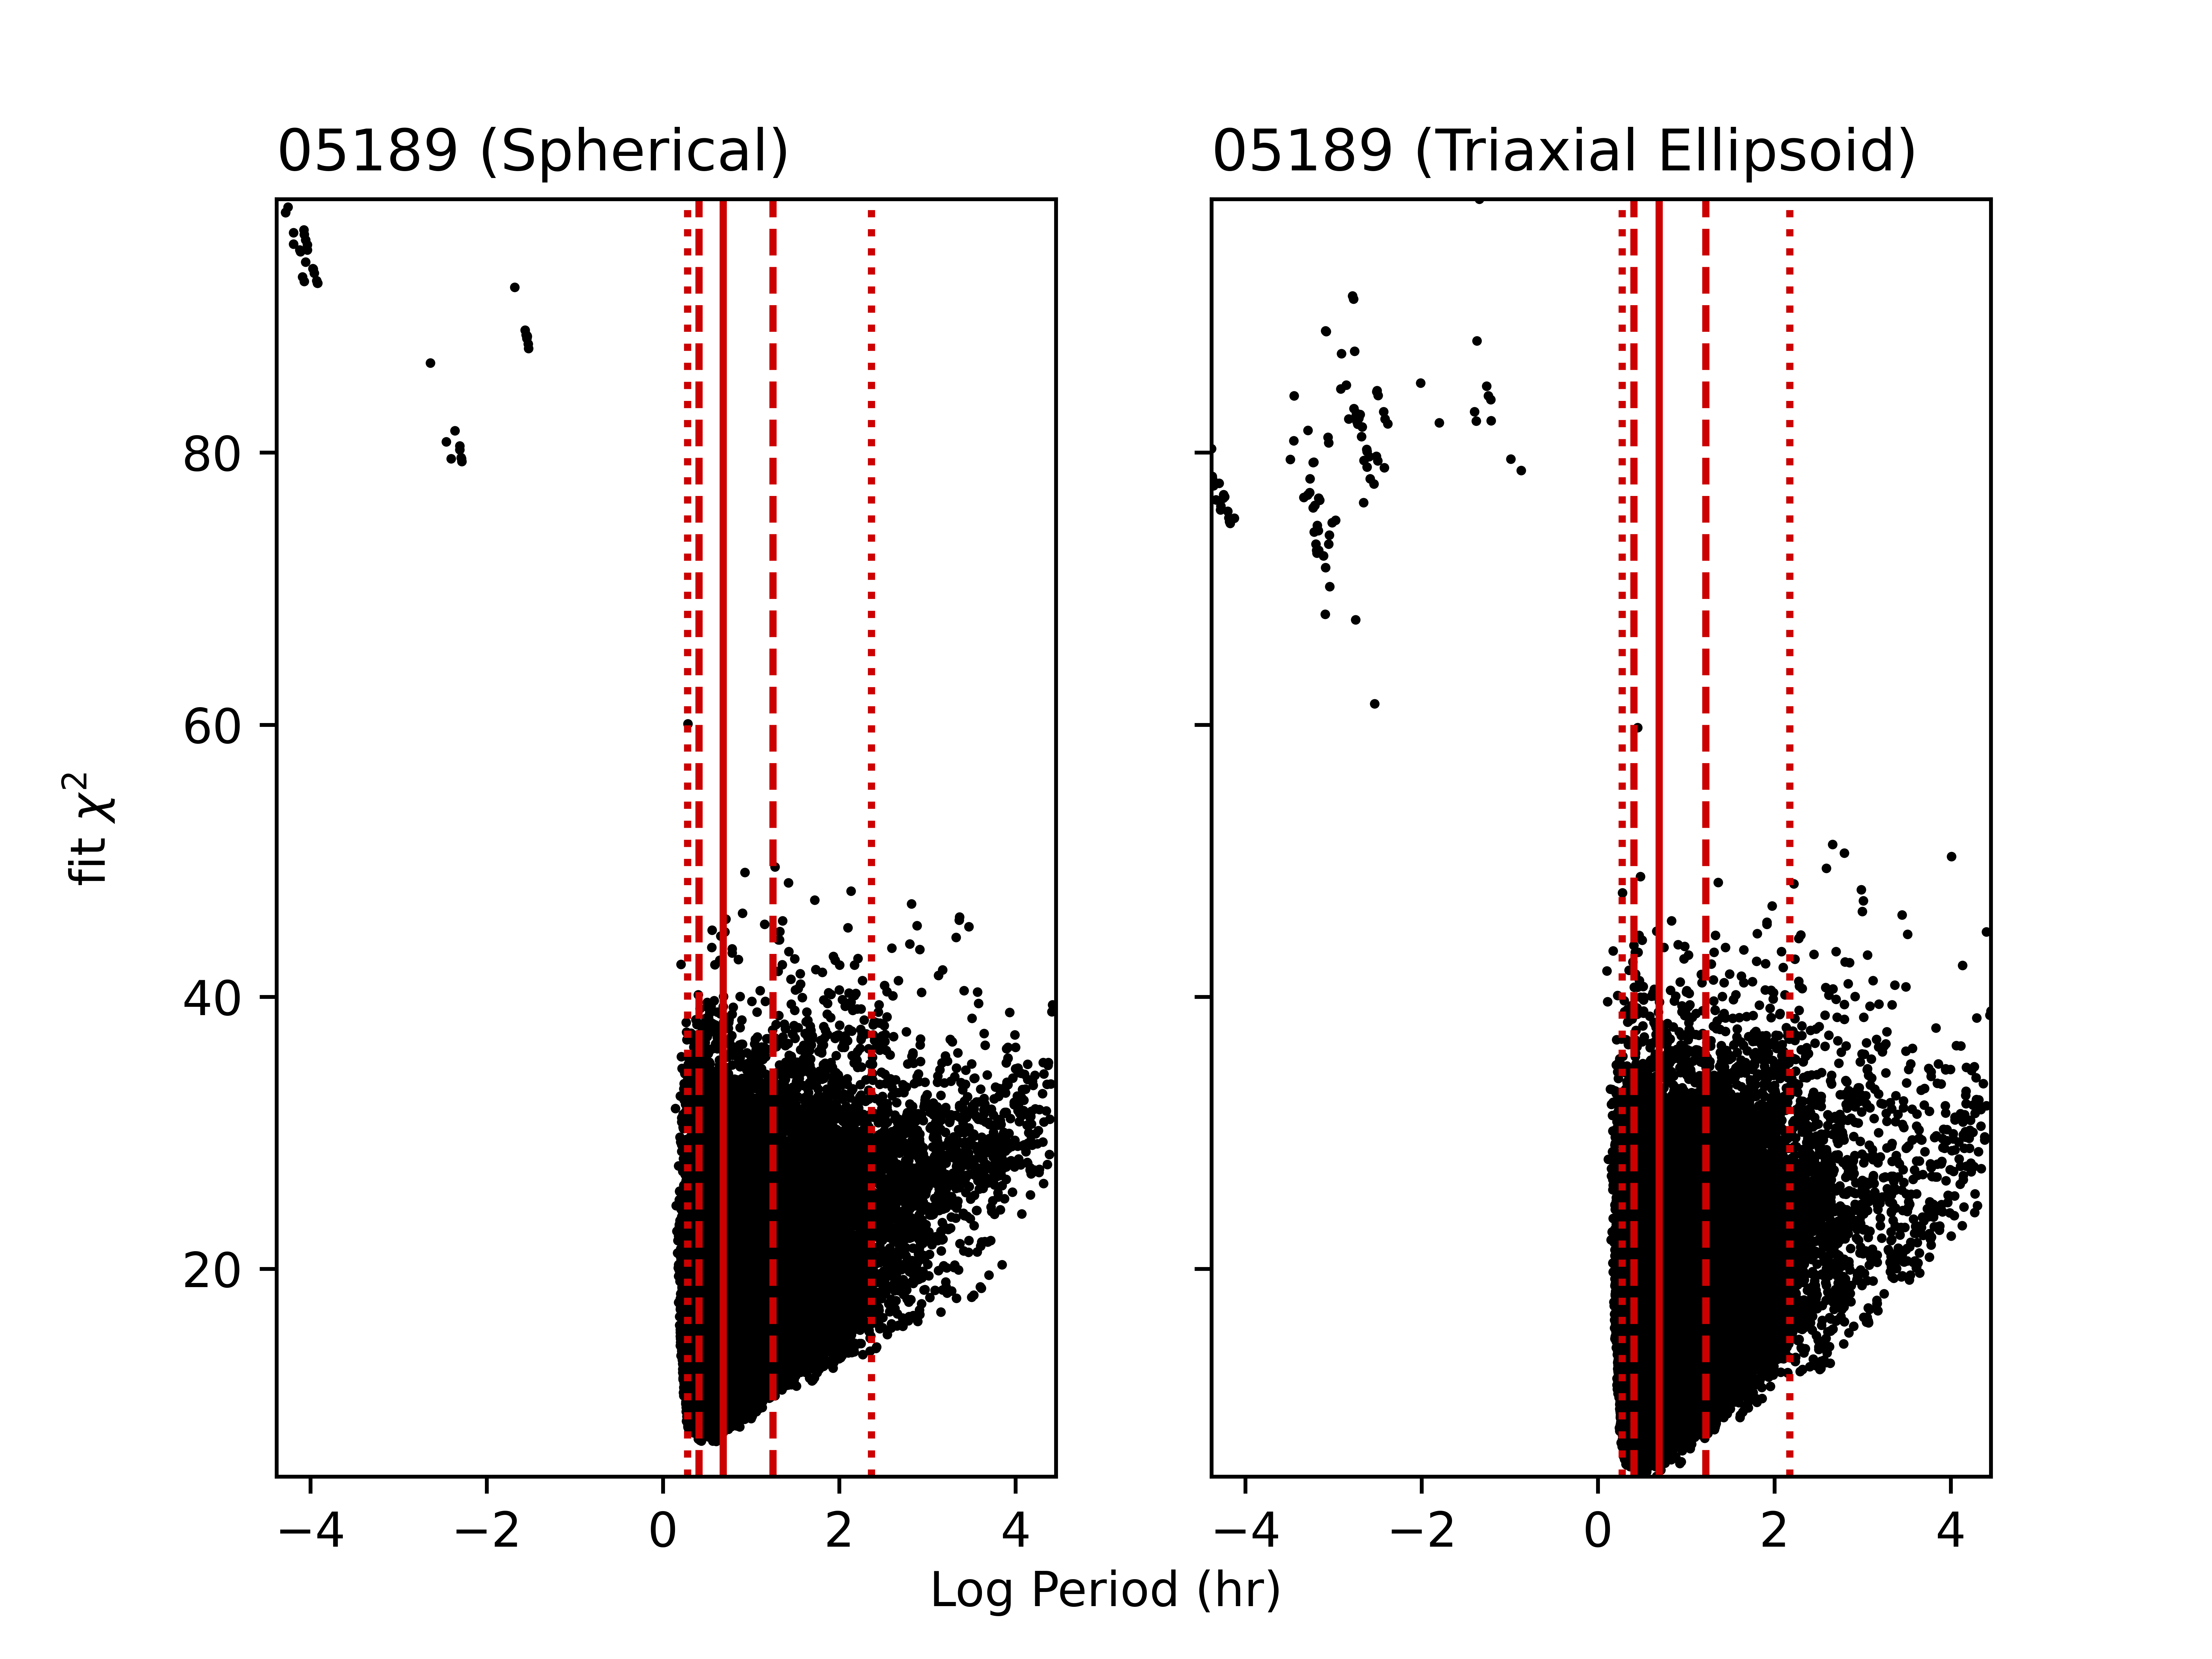 05189 (Spherical)
05189 (Triaxial Ellipsoid)
80
60
40
20
fit χ²
−4 −2 0 2 4
−4 −2 0 2 4
Log Period (hr)